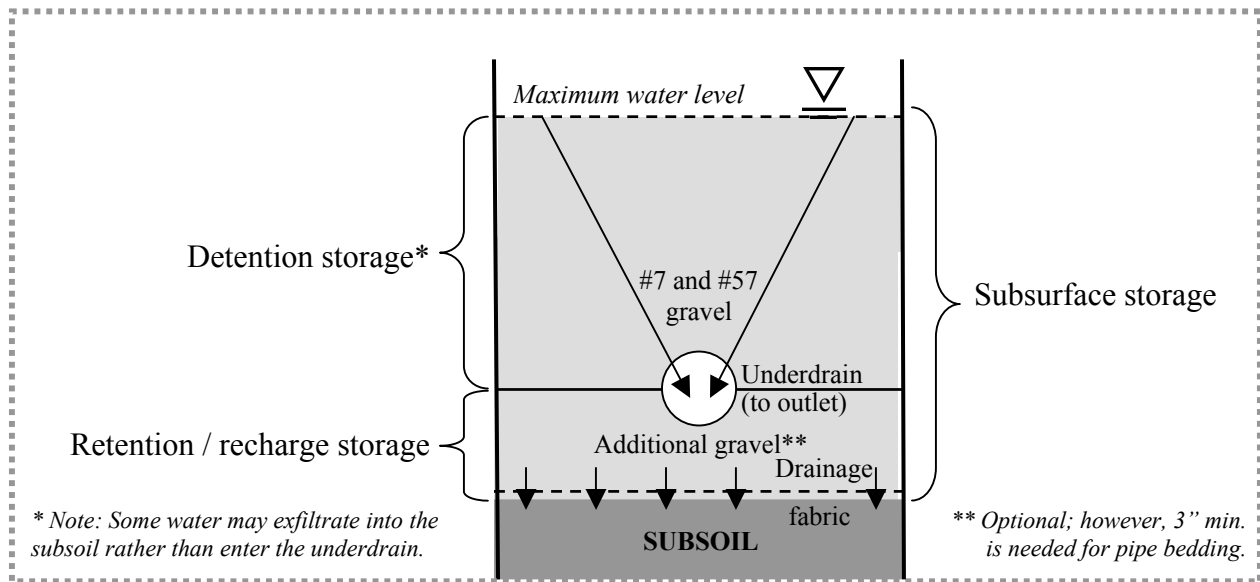 Maximum water level
Detention storage*
#7 and #57
gravel
Subsurface storage
Underdrain
(to outlet)
Retention / recharge storage
Additional gravel**
Drainage
fabric
* Note: Some water may exfiltrate into the
subsoil rather than enter the underdrain.
SUBSOIL
** Optional; however, 3” min.
is needed for pipe bedding.